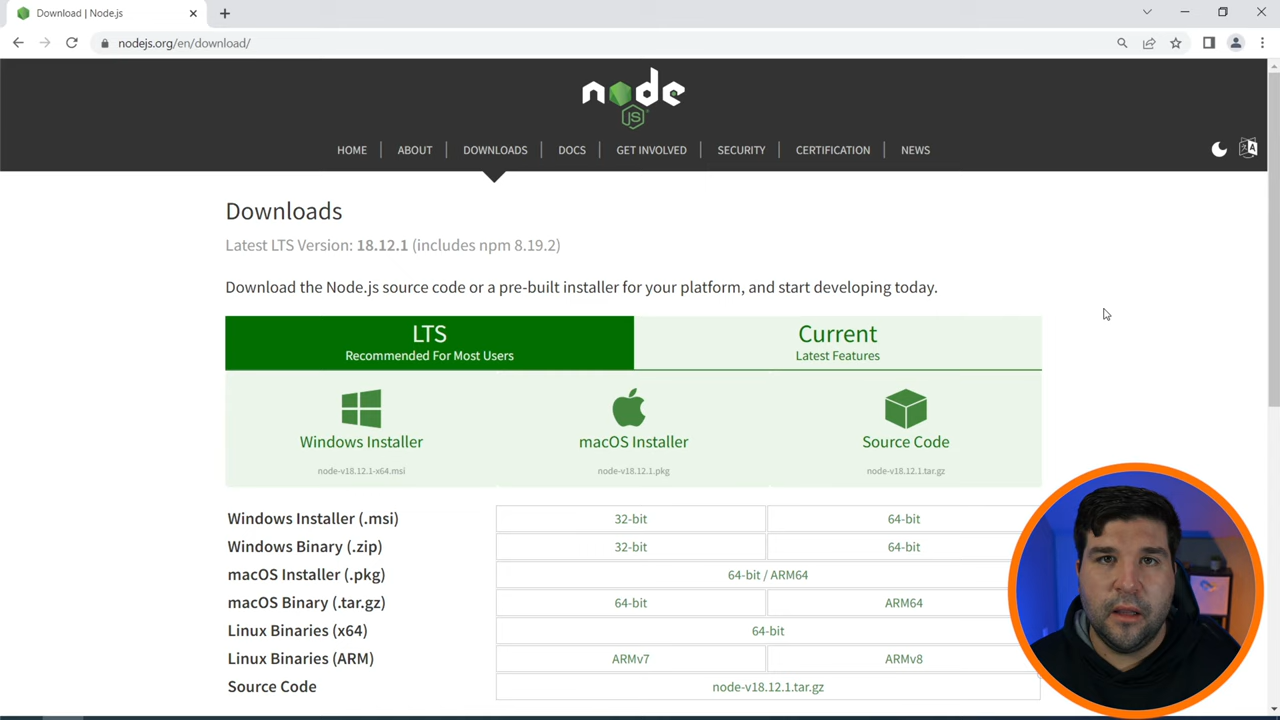 Download | Node.js
nodejs.org/en/download/
node
JS
HOME
ABOUT
DOWNLOADS
DOCS
GET INVOLVED
SECURITY
CERTIFICATION
NEWS
Downloads
Latest LTS Version: 18.12.1 (includes npm 8.19.2)
Download the Node.js source code or a pre-built installer for your platform, and start developing today.
LTS
Recommended For Most Users
Current
Latest Features
Windows Installer
node-v18.12.1-x64.msi
macOS Installer
node-v18.12.1.pkg
Source Code
node-v18.12.1.tar.gz
Windows Installer (.msi) 32-bit 64-bit
Windows Binary (.zip) 32-bit 64-bit
macOS Installer (.pkg) 64-bit / ARM64
macOS Binary (.tar.gz) 64-bit ARM64
Linux Binaries (x64) 64-bit
Linux Binaries (ARM) ARMv7 ARMv8
Source Code node-v18.12.1.tar.gz